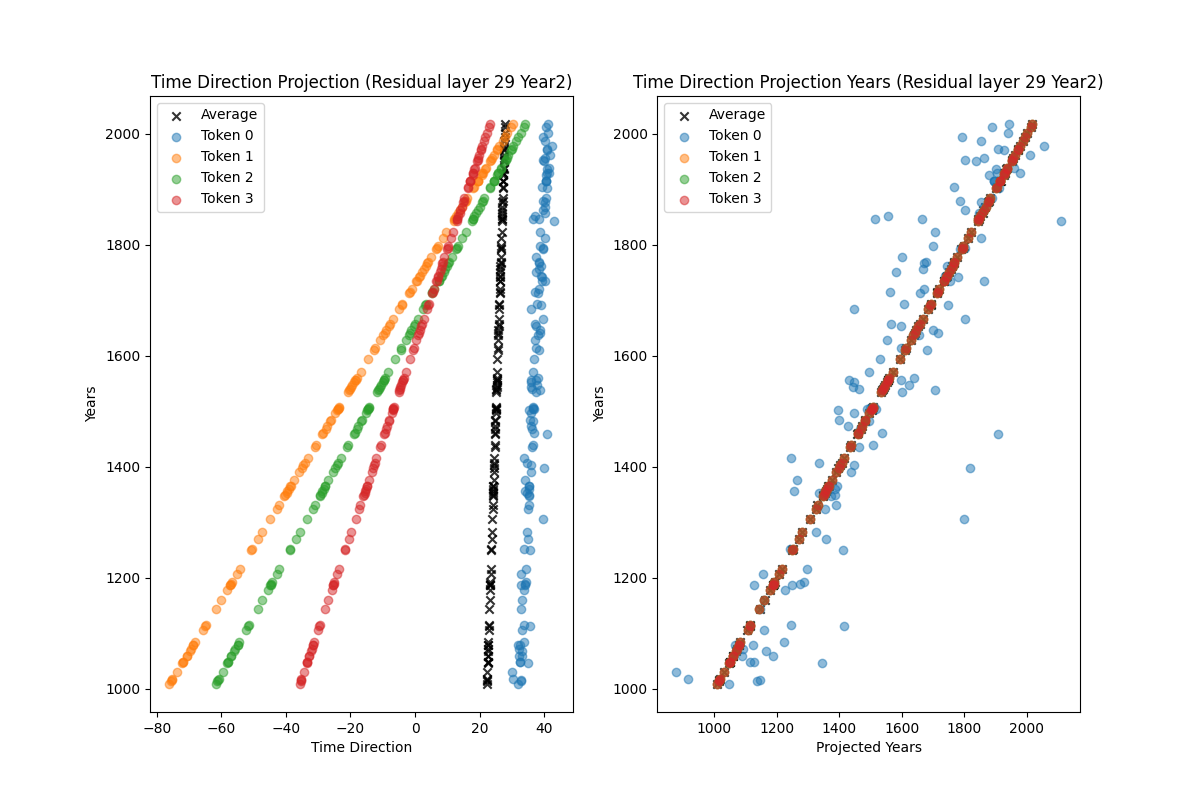 Time Direction Projection (Residual layer 29 Year2)
Average
Token 0
Token 1
Token 2
Token 3
2000
1800
1600
1400
1200
1000
Years
−80
−60
−40
−20
0
20
40
Time Direction
Time Direction Projection Years (Residual layer 29 Year2)
Average
Token 0
Token 1
Token 2
Token 3
2000
1800
1600
1400
1200
1000
Years
1000
1200
1400
1600
1800
2000
Projected Years